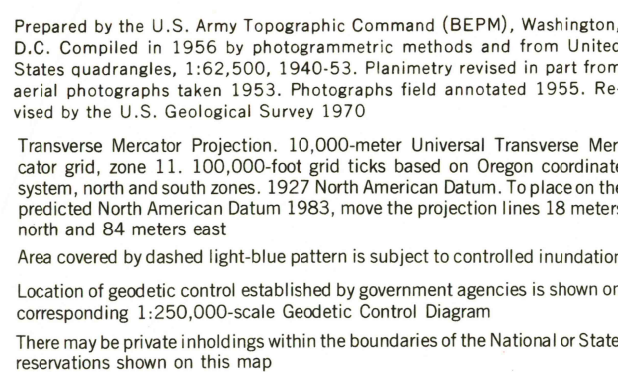 Prepared by the U.S. Army Topographic Command (BEPM), Washington,
D.C. Compiled in 1956 by photogrammetric methods and from United
States quadrangles, 1:62,500, 1940-53. Planimetry revised in part from
aerial photographs taken 1953. Photographs field annotated 1955. Re-
vised by the U.S. Geological Survey 1970
Transverse Mercator Projection. 10,000-meter Universal Transverse Mer-
cator grid, zone 11. 100,000-foot grid ticks based on Oregon coordinate
system, north and south zones. 1927 North American Datum. To place on the
predicted North American Datum 1983, move the projection lines 18 meters
north and 84 meters east
Area covered by dashed light-blue pattern is subject to controlled inundation
Location of geodetic control established by government agencies is shown on
corresponding 1:250,000-scale Geodetic Control Diagram
There may be private inholdings within the boundaries of the National or State
reservations shown on this map